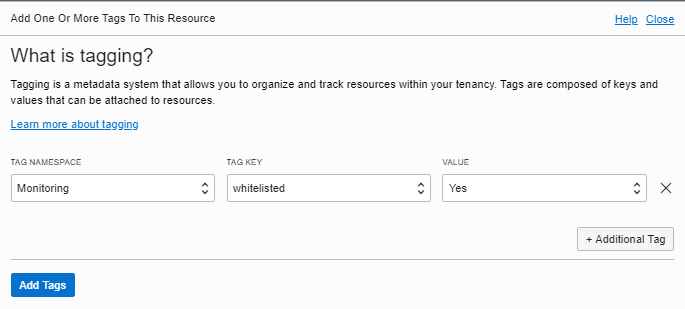 Add One Or More Tags To This Resource
Help Close
What is tagging?
Tagging is a metadata system that allows you to organize and track resources within your tenancy. Tags are composed of keys and
values that can be attached to resources.
Learn more about tagging
TAG NAMESPACE TAG KEY VALUE
Monitoring whitelisted Yes
+ Additional Tag
Add Tags